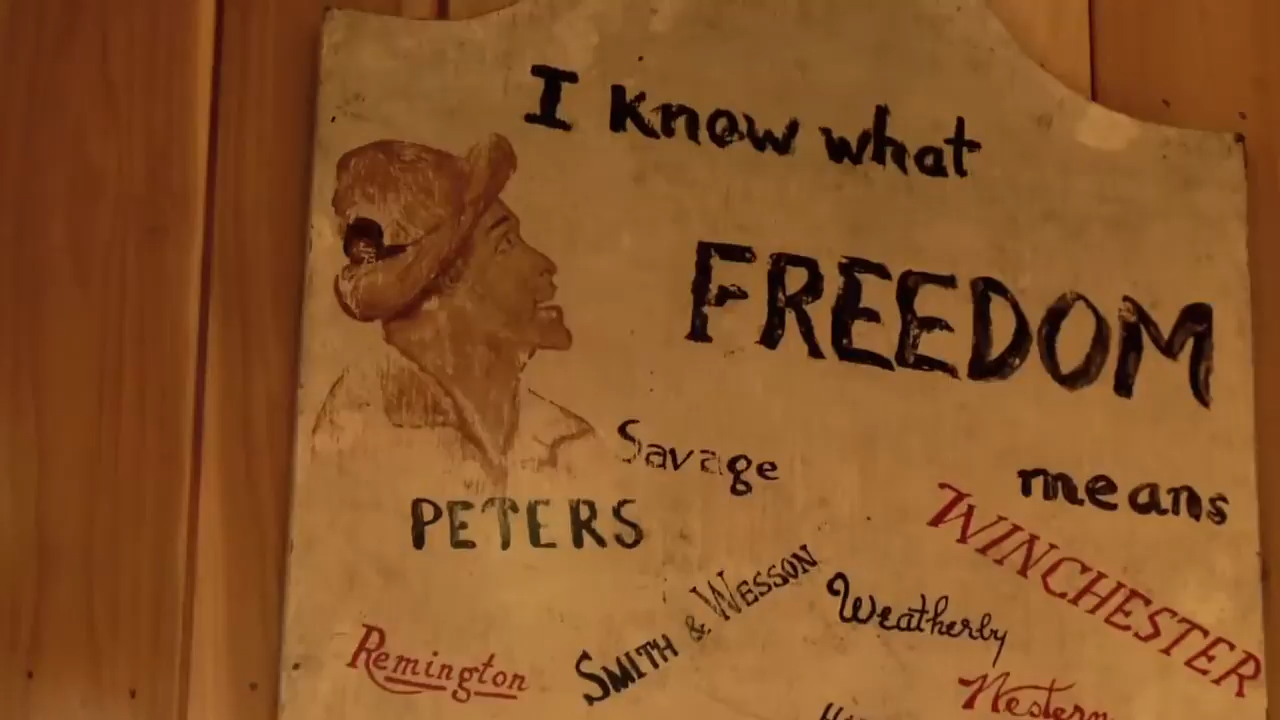 I know what
FREEDOM
means
Savage
PETERS
WINCHESTER
SMITH & WESSON
Weatherby
Remington
Western